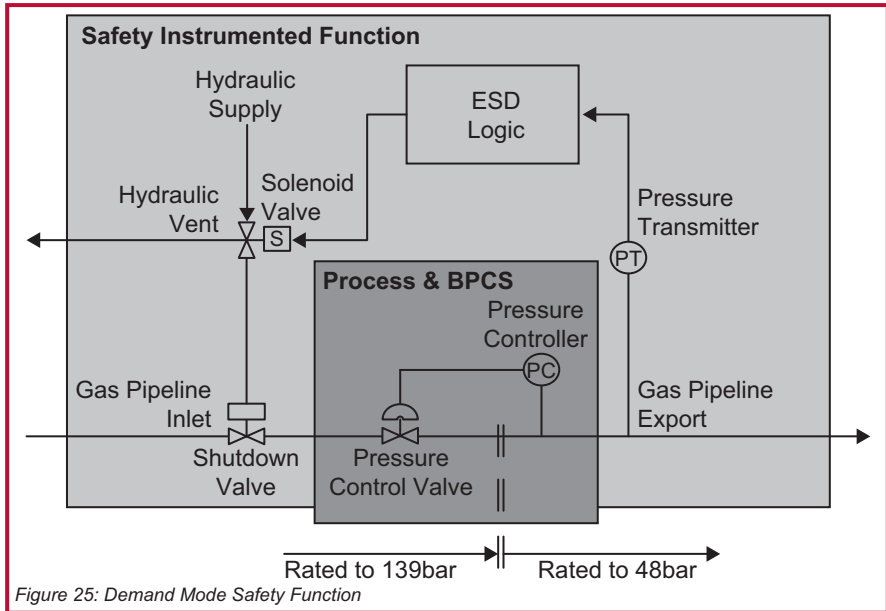 Safety Instrumented Function
Hydraulic
Supply
ESD
Logic
Hydraulic
Vent
Solenoid
Valve
S
Pressure
Transmitter
PT
Process & BPCS
Pressure
Controller
PC
Gas Pipeline
Inlet
Gas Pipeline
Export
Shutdown
Valve
Pressure
Control Valve
Rated to 139bar
Rated to 48bar
Figure 25: Demand Mode Safety Function